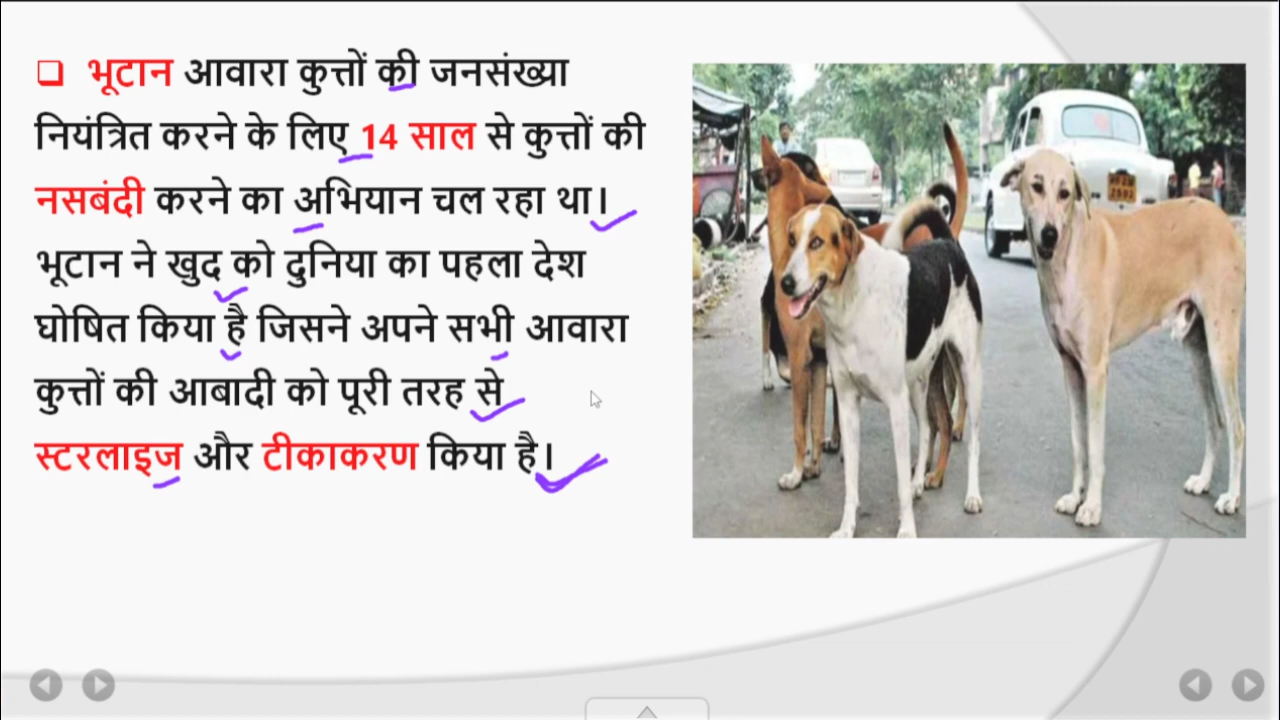 भूटान आवारा कुत्तों की जनसंख्या
नियंत्रित करने के लिए 14 साल से कुत्तों की
नसबंदी करने का अभियान चल रहा था।
भूटान ने खुद को दुनिया का पहला देश
घोषित किया है जिसने अपने सभी आवारा
कुत्तों की आबादी को पूरी तरह से
स्टरलाइज और टीकाकरण किया है।